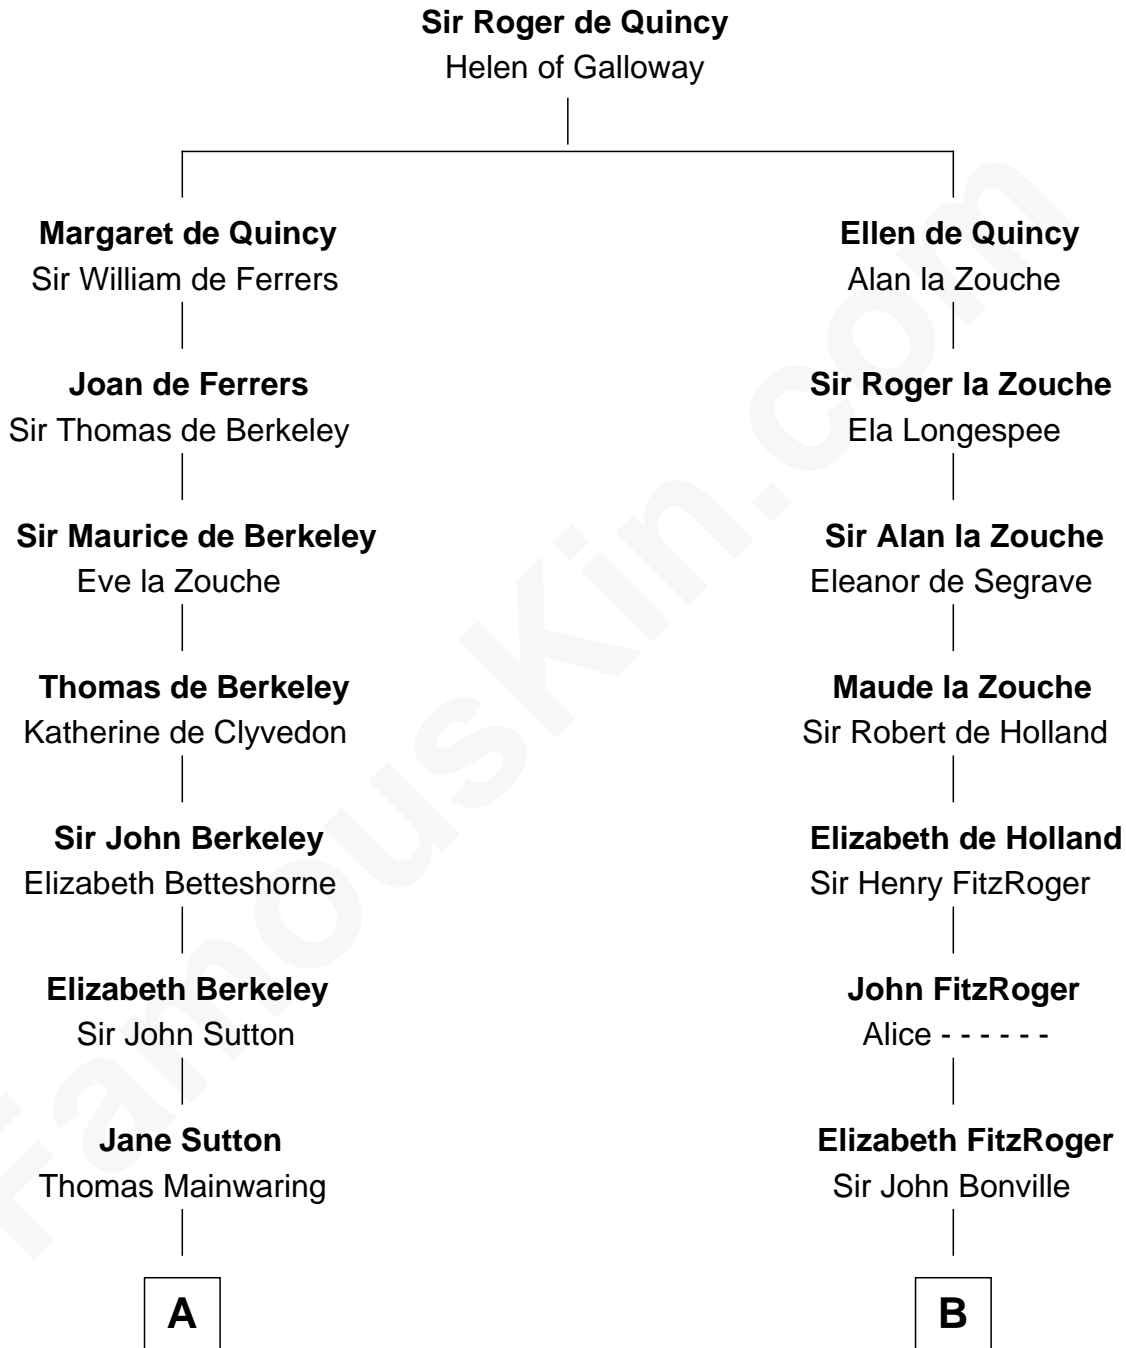 Sir Roger de Quincy
Helen of Galloway
Margaret de Quincy
Sir William de Ferrers
Joan de Ferrers
Sir Thomas de Berkeley
Sir Maurice de Berkeley
Eve la Zouche
Thomas de Berkeley
Katherine de Clyvedon
Sir John Berkeley
Elizabeth Betteshorne
Elizabeth Berkeley
Sir John Sutton
Jane Sutton
Thomas Mainwaring
A
Ellen de Quincy
Alan la Zouche
Sir Roger la Zouche
Ela Longespee
Sir Alan la Zouche
Eleanor de Segrave
Maude la Zouche
Sir Robert de Holland
Elizabeth de Holland
Sir Henry FitzRoger
John FitzRoger
Alice - - - - - -
Elizabeth FitzRoger
Sir John Bonville
B
FamousKin.com